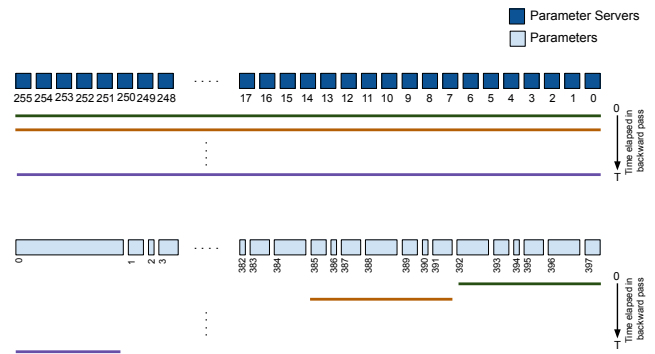 Parameter Servers
Parameters
255 254 253 252 251 250 249 248 . . . . 17 16 15 14 13 12 11 10 9 8 7 6 5 4 3 2 1 0
0
Time elapsed in
backward pass
T
. . .
. . . .
0 1 2 3 382 383 384 385 386 387 388 389 390 391 392 393 394 395 396 397
0
Time elapsed in
backward pass
T
. . .